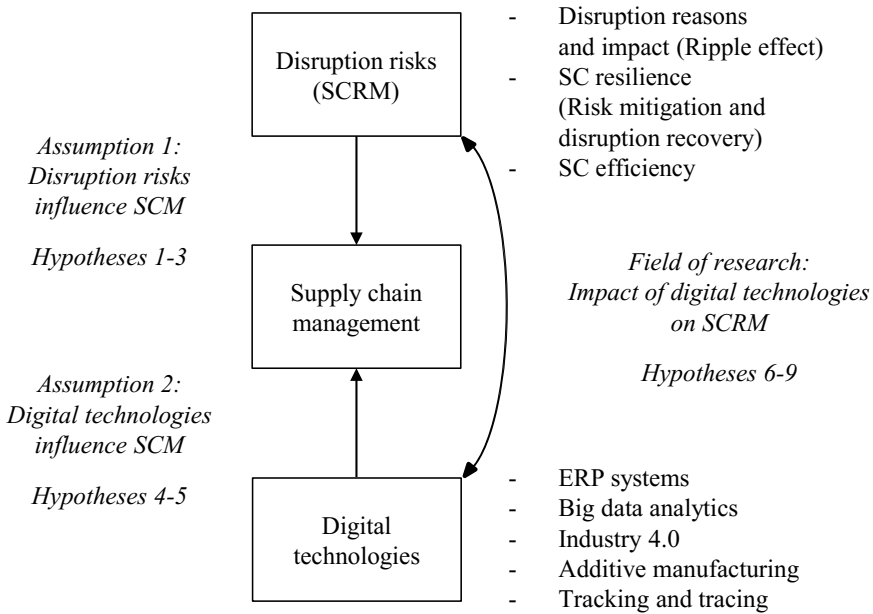 Disruption risks
(SCRM)
- Disruption reasons
and impact (Ripple effect)
- SC resilience
(Risk mitigation and
disruption recovery)
- SC efficiency
Assumption 1:
Disruption risks
influence SCM
Hypotheses 1-3
Supply chain
management
Field of research:
Impact of digital technologies
on SCRM
Hypotheses 6-9
Assumption 2:
Digital technologies
influence SCM
Hypotheses 4-5
Digital
technologies
- ERP systems
- Big data analytics
- Industry 4.0
- Additive manufacturing
- Tracking and tracing